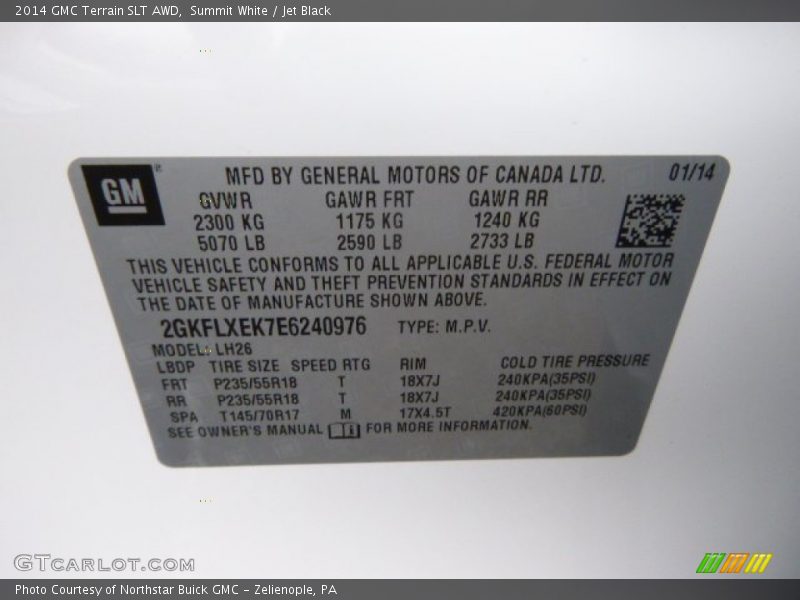 2014 GMC Terrain SLT AWD, Summit White / Jet Black
GM
MFD BY GENERAL MOTORS OF CANADA LTD. 01/14
GVWR GAWR FRT GAWR RR
2300 KG 1175 KG 1240 KG
5070 LB 2590 LB 2733 LB
THIS VEHICLE CONFORMS TO ALL APPLICABLE U.S. FEDERAL MOTOR
VEHICLE SAFETY AND THEFT PREVENTION STANDARDS IN EFFECT ON
THE DATE OF MANUFACTURE SHOWN ABOVE.
2GKFLXEK7E6240976 TYPE: M.P.V.
MODEL: LH26
LBDP TIRE SIZE SPEED RTG RIM COLD TIRE PRESSURE
FRT P235/55R18 T 18X7J 240KPA(35PSI)
RR P235/55R18 T 18X7J 240KPA(35PSI)
SPA T145/70R17 M 17X4.5T 420KPA(60PSI)
SEE OWNER'S MANUAL FOR MORE INFORMATION.
GTCARLOT.COM
Photo Courtesy of Northstar Buick GMC - Zelienople, PA